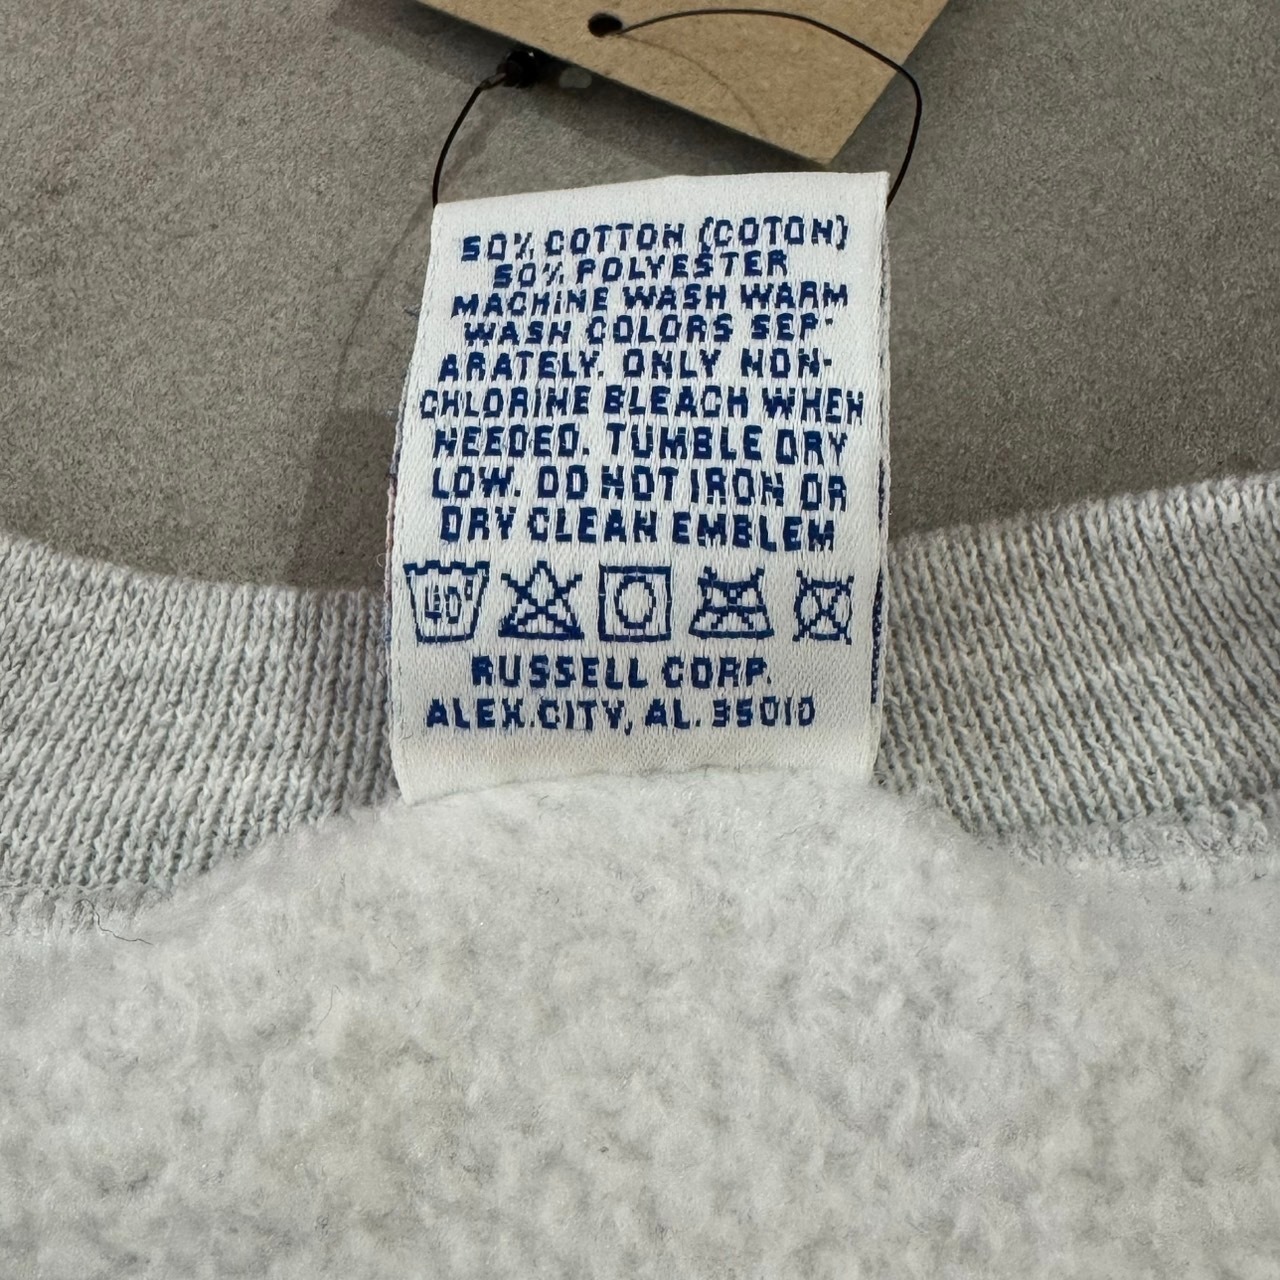 50% COTTON (COTON)
50% POLYESTER
MACHINE WASH WARM
WASH COLORS SEP-
ARATELY. ONLY NON-
CHLORINE BLEACH WHEN
NEEDED. TUMBLE DRY
LOW. DO NOT IRON OR
DRY CLEAN EMBLEM
40°
RUSSELL CORP.
ALEX.CITY, AL. 35010